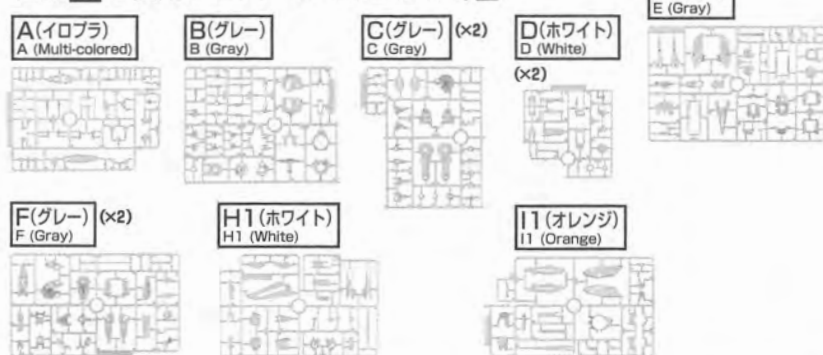 E (Gray)
A(イロプラ)
A (Multi-colored)
B(グレー)
B (Gray)
C(グレー) (×2)
C (Gray)
D(ホワイト)
D (White)
(×2)
F(グレー) (×2)
F (Gray)
H1(ホワイト)
H1 (White)
I1(オレンジ)
I1 (Orange)